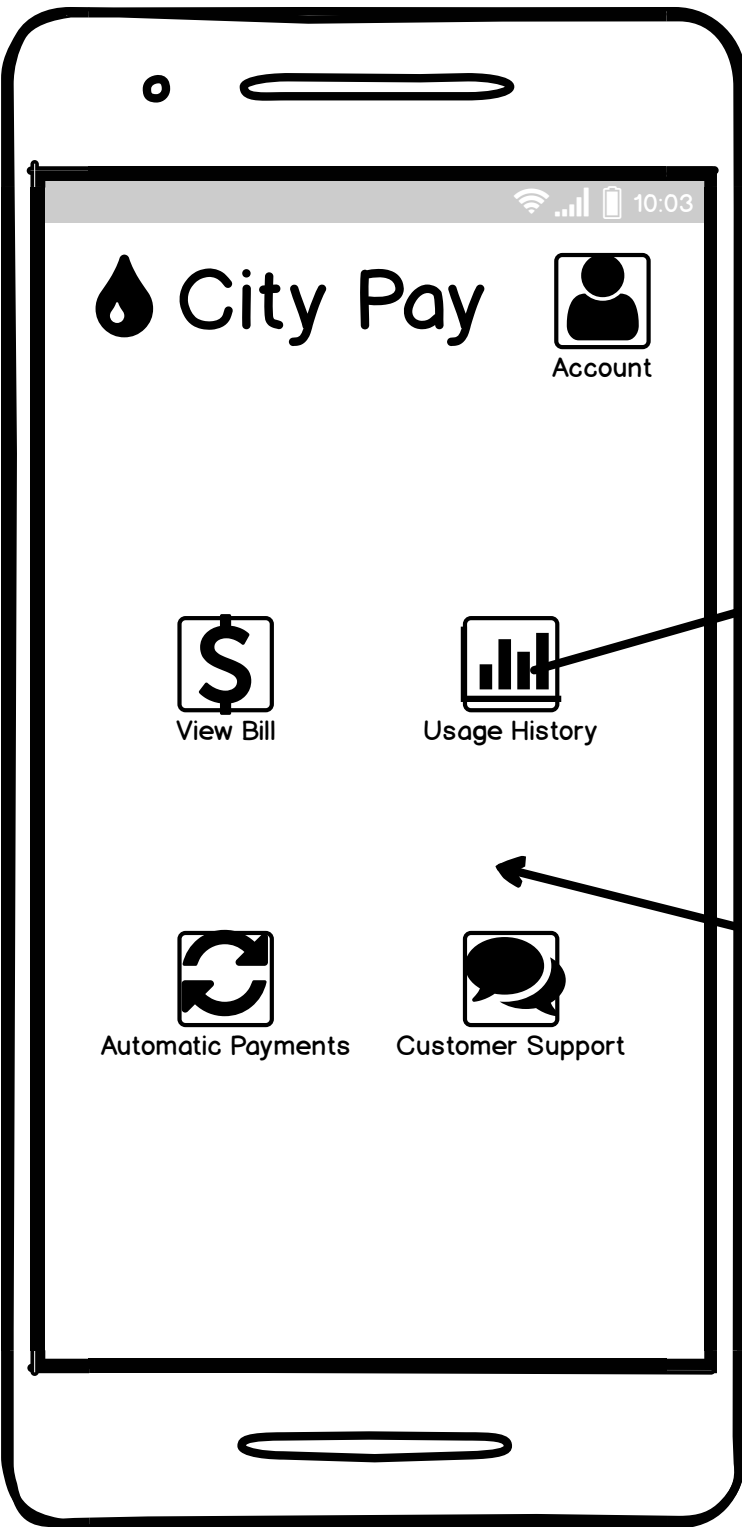 10:03
City Pay
Account
View Bill
Usage History
Automatic Payments
Customer Support